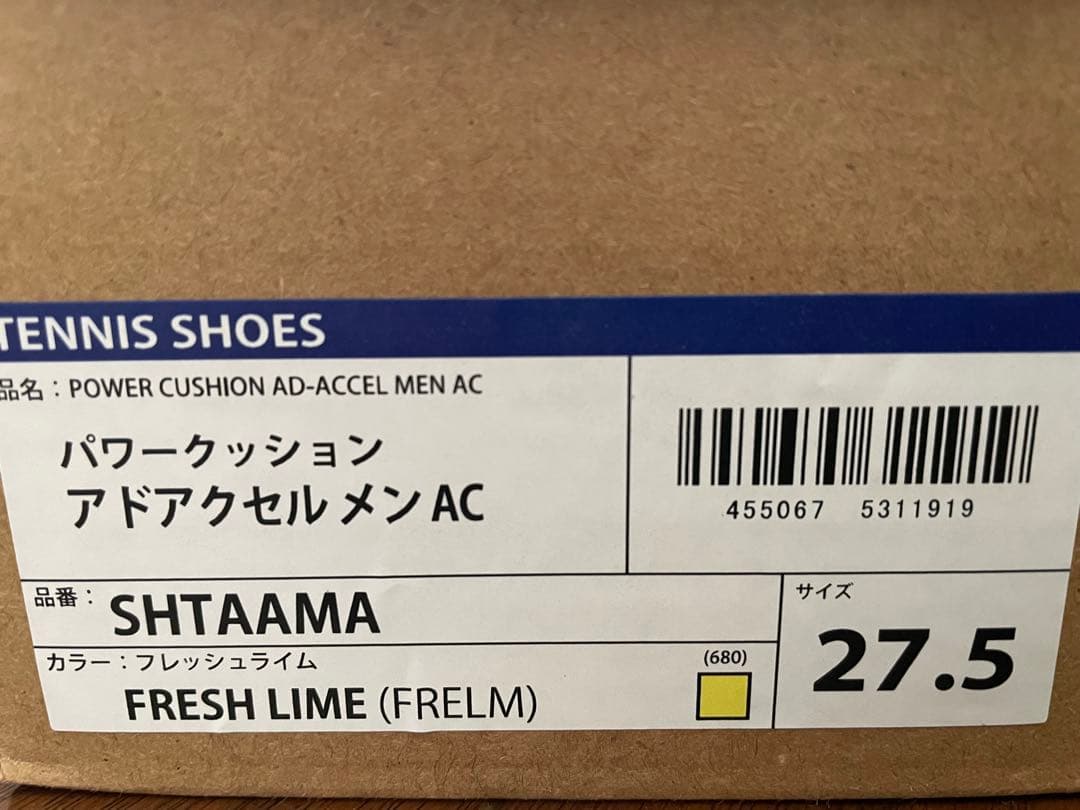 TENNIS SHOES
品名：POWER CUSHION AD-ACCEL MEN AC
パワークッション
アドアクセル メン AC
455067 5311919
品番： SHTAAMA
サイズ
27.5
カラー：フレッシュライム
(680)
FRESH LIME (FRELM)